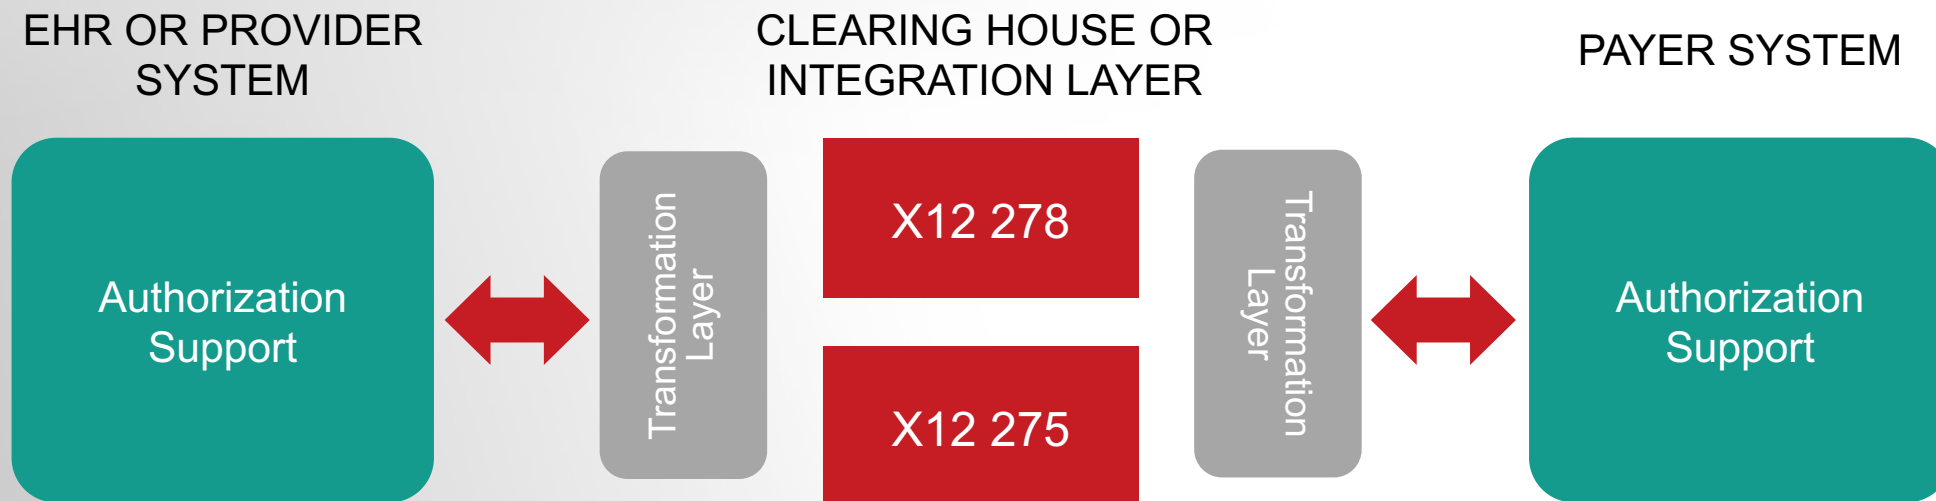 EHR OR PROVIDER
SYSTEM
CLEARING HOUSE OR
INTEGRATION LAYER
PAYER SYSTEM
Authorization
Support
Transformation
Layer
X12 278
X12 275
Transformation
Layer
Authorization
Support